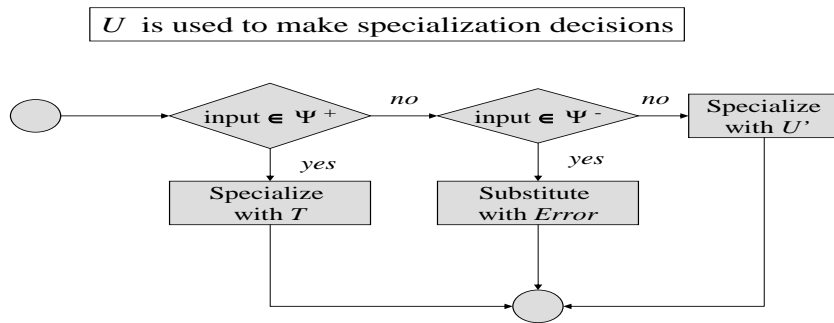 U is used to make specialization decisions
input ∈ Ψ +
no
input ∈ Ψ -
no
Specialize
with U’
yes
yes
Specialize
with T
Substitute
with Error